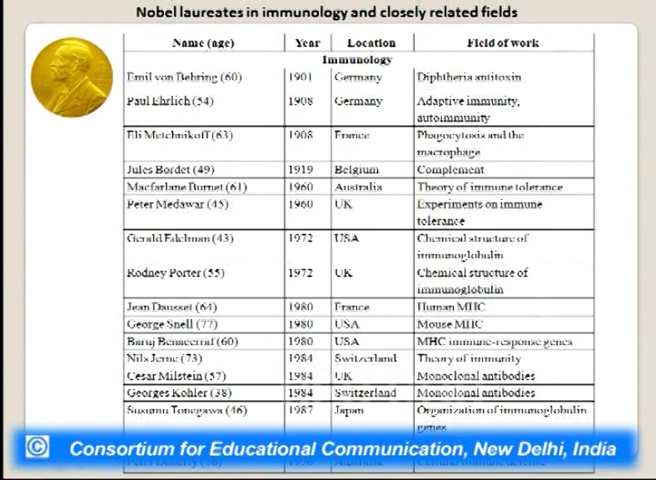 Nobel laureates in immunology and closely related fields
Name (age) Year Location Field of work
Immunology
Emil von Behring (60) 1901 Germany Diphtheria antitoxin
Paul Ehrlich (54) 1908 Germany Adaptive immunity,
autoimmunity
Eli Metchnikoff (63) 1908 France Phagocytosis and the
macrophage
Jules Bordet (49) 1919 Belgium Complement
Macfarlane Burnet (61) 1960 Australia Theory of immune tolerance
Peter Medawar (45) 1960 UK Experiments on immune
tolerance
Gerald Edelman (43) 1972 USA Chemical structure of
immunoglobulin
Rodney Porter (55) 1972 UK Chemical structure of
immunoglobulin
Jean Dausset (64) 1980 France Human MHC
George Snell (77) 1980 USA Mouse MHC
Baruj Benacerraf (60) 1980 USA MHC immune-response genes
Nils Jerne (73) 1984 Switzerland Theory of immunity
Cesar Milstein (57) 1984 UK Monoclonal antibodies
Georges Kohler (38) 1984 Switzerland Monoclonal antibodies
Susumu Tonegawa (46) 1987 Japan Organization of immunoglobulin
genes
© Consortium for Educational Communication, New Delhi, India